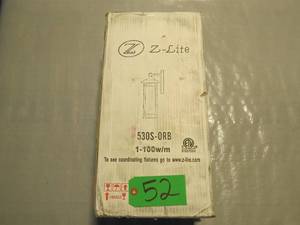 Z-Lite
530S-ORB
1-100w/m
To see coordinating fixtures go to www.z-lite.com
52